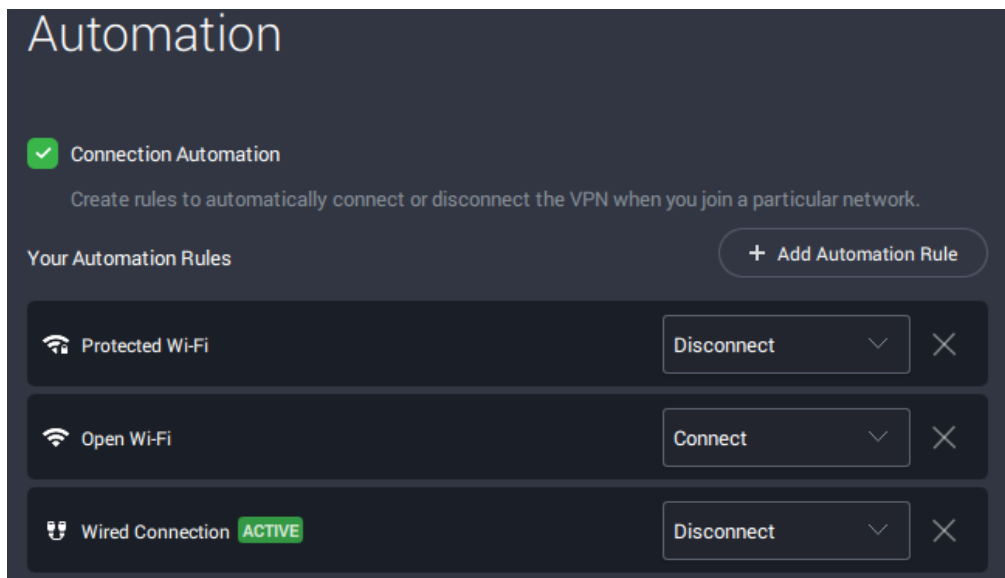 Automation
Connection Automation
Create rules to automatically connect or disconnect the VPN when you join a particular network.
Your Automation Rules
+ Add Automation Rule
Protected Wi-Fi
Disconnect
Open Wi-Fi
Connect
Wired Connection ACTIVE
Disconnect